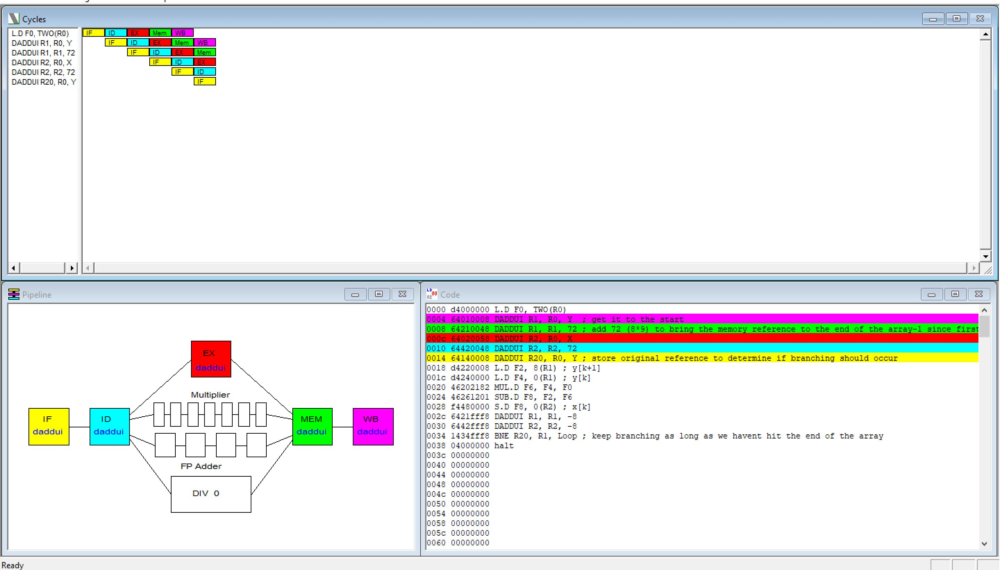 Cycles
L.D F0, TWO(R0) IF ID EX Mem WB
DADDUI R1, R0, Y IF ID EX Mem WB
DADDUI R1, R1, 72 IF ID EX Mem
DADDUI R2, R0, X IF ID EX
DADDUI R2, R2, 72 IF ID
DADDUI R20, R0, Y IF
Pipeline
EX
daddui
Multiplier
IF
daddui
ID
daddui
MEM
daddui
WB
daddui
FP Adder
DIV 0
Code
0000 d4000000 L.D F0, TWO(R0)
0004 64010008 DADDUI R1, R0, Y ; get it to the start
0008 64210048 DADDUI R1, R1, 72 ; add 72 (8*9) to bring the memory reference to the end of the array-1 since first
000c 64020058 DADDUI R2, R0, X
0010 64420048 DADDUI R2, R2, 72
0014 64140008 DADDUI R20, R0, Y ; store original reference to determine if branching should occur
0018 d4220008 L.D F2, 8(R1) ; y[k+1]
001c d4240000 L.D F4, 0(R1) ; y[k]
0020 46202182 MUL.D F6, F4, F0
0024 46261201 SUB.D F8, F2, F6
0028 f4480000 S.D F8, 0(R2) ; x[k]
002c 6421fff8 DADDUI R1, R1, -8
0030 6442fff8 DADDUI R2, R2, -8
0034 1434fff8 BNE R20, R1, Loop ; keep branching as long as we havent hit the end of the array
0038 04000000 halt
003c 00000000
0040 00000000
0044 00000000
0048 00000000
004c 00000000
0050 00000000
0054 00000000
0058 00000000
005c 00000000
0060 00000000
Ready